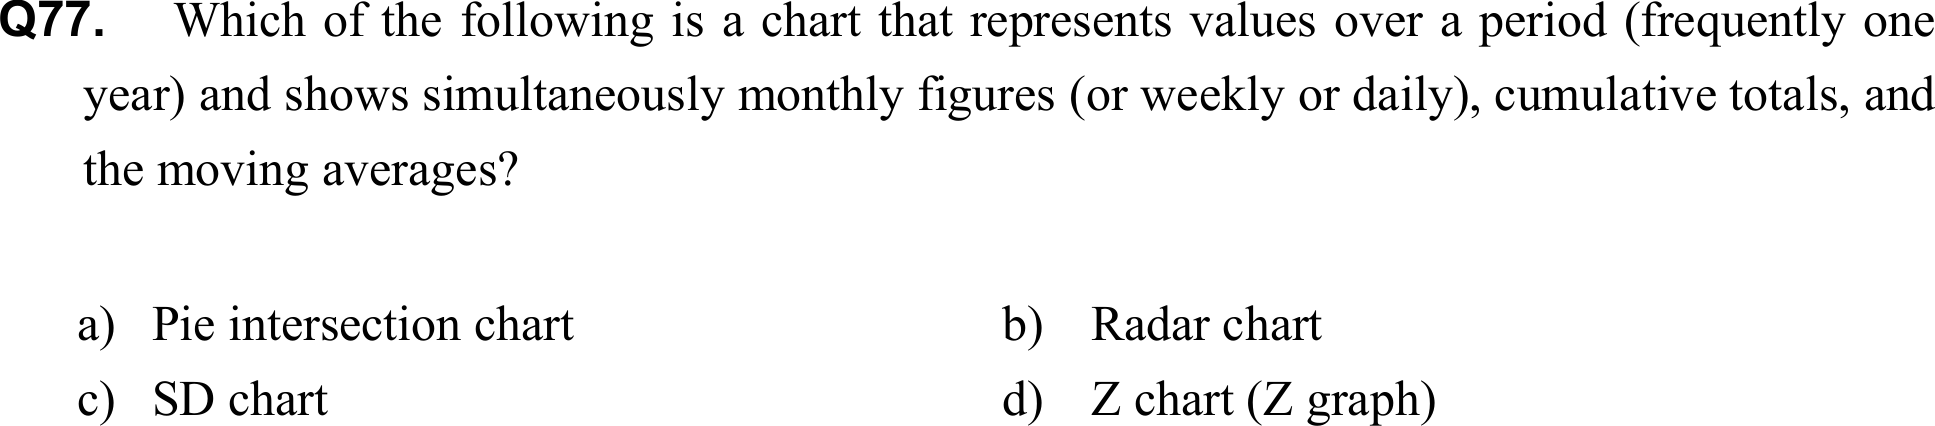 Q77. Which of the following is a chart that represents values over a period (frequently one
year) and shows simultaneously monthly figures (or weekly or daily), cumulative totals, and
the moving averages?
a) Pie intersection chart b) Radar chart
c) SD chart d) Z chart (Z graph)